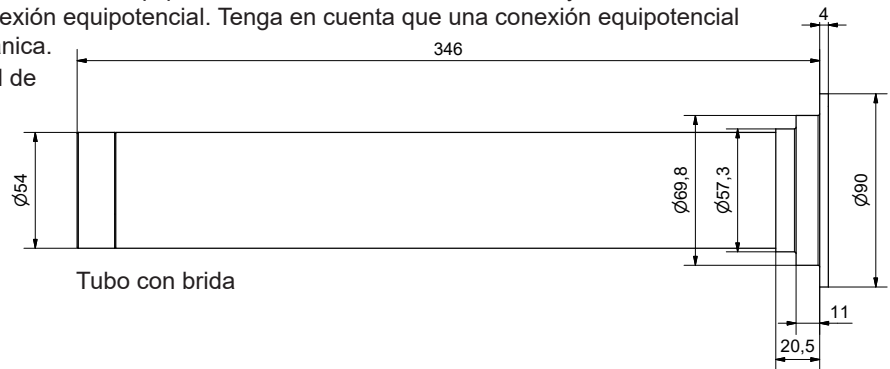 exión equipotencial. Tenga en cuenta que una conexión equipotencial
ánica.
l de
4
346
Ø54
Ø69,8
Ø57,3
Ø90
Tubo con brida
11
20,5